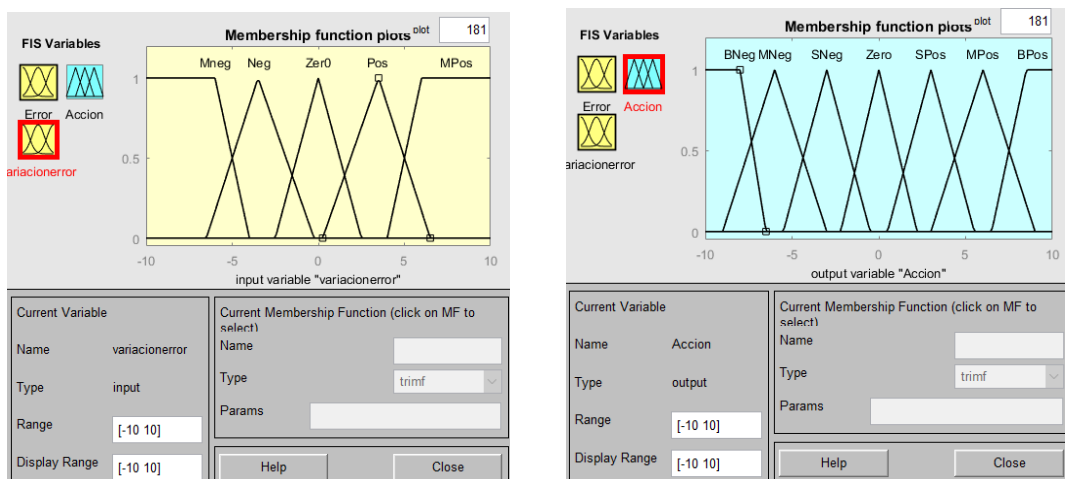 FIS Variables
Error Accion
ariacionerror
Membership function plots plot 181
Mneg Neg Zer0 Pos MPos
1
0.5
0
-10 -5 0 5 10
input variable "variacionerror"
Current Variable
Name variacionerror
Type input
Range [-10 10]
Display Range [-10 10]
Current Membership Function (click on MF to
select)
Name
Type trimf
Params
Help Close
FIS Variables
Error Accion
ariacionerror
Membership function plots plot 181
BNeg MNeg SNeg Zero SPos MPos BPos
1
0.5
0
-10 -5 0 5 10
output variable "Accion"
Current Variable
Name Accion
Type output
Range [-10 10]
Display Range [-10 10]
Current Membership Function (click on MF to
select)
Name
Type trimf
Params
Help Close